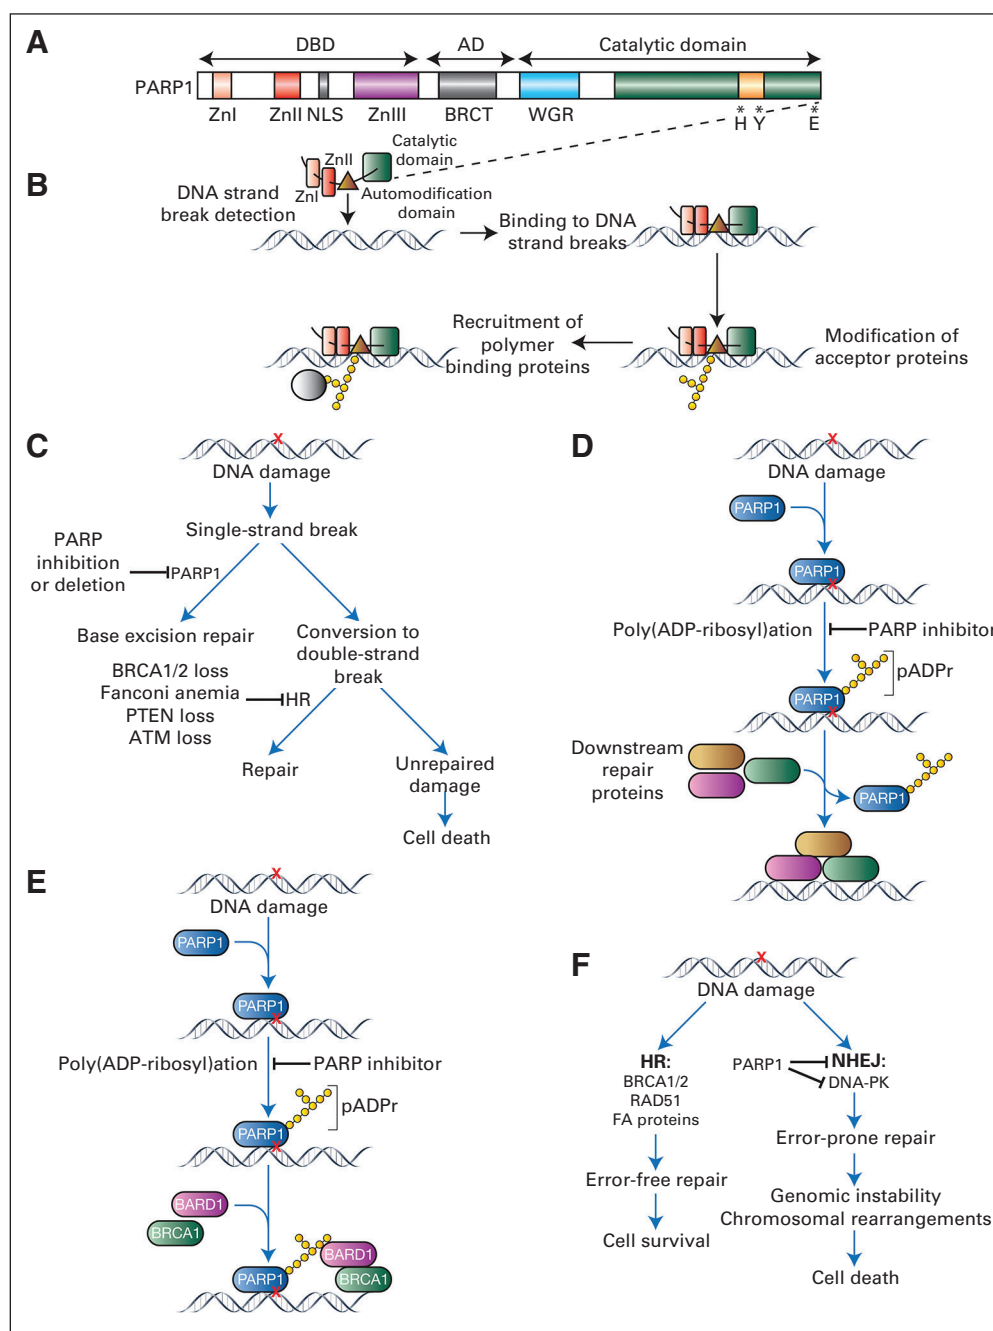 A
DBD
AD
Catalytic domain
PARP1
ZnI
ZnII
NLS
ZnIII
BRCT
WGR
* * *
H Y E
B
ZnII
Catalytic
domain
ZnI
DNA strand
break detection
Automodification
domain
Binding to DNA
strand breaks
Recruitment of
polymer
binding proteins
Modification of
acceptor proteins
C
X
DNA damage
Single-strand break
PARP
inhibition
or deletion
PARP1
Base excision repair
Conversion to
double-strand
break
BRCA1/2 loss
Fanconi anemia
PTEN loss
ATM loss
HR
Repair
Unrepaired
damage
Cell death
D
X
DNA damage
PARP1
PARP1
X
Poly(ADP-ribosyl)ation
PARP inhibitor
pADPr
PARP1
X
Downstream
repair
proteins
PARP1
E
X
DNA damage
PARP1
PARP1
X
Poly(ADP-ribosyl)ation
PARP inhibitor
pADPr
PARP1
X
BARD1
BRCA1
BARD1
PARP1
BRCA1
X
F
X
DNA damage
HR:
BRCA1/2
RAD51
FA proteins
PARP1
NHEJ:
DNA-PK
Error-free repair
Cell survival
Error-prone repair
Genomic instability
Chromosomal rearrangements
Cell death